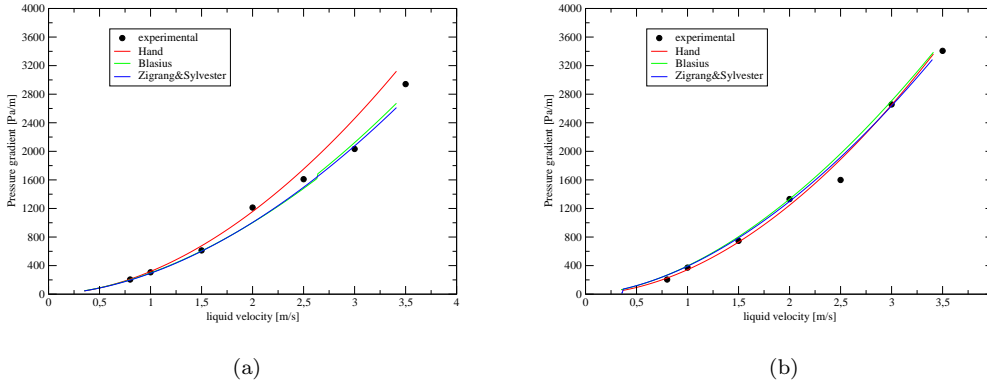 4000
3600
3200
2800
2400
2000
1600
1200
800
400
0
Pressure gradient [Pa/m]
experimental
Hand
Blasius
Zigrang&Sylvester
0 0,5 1 1,5 2 2,5 3 3,5 4
liquid velocity [m/s]
(a)
4000
3600
3200
2800
2400
2000
1600
1200
800
400
0
Pressure gradient [Pa/m]
experimental
Hand
Blasius
Zigrang&Sylvester
0 0,5 1 1,5 2 2,5 3 3,5
liquid velocity [m/s]
(b)